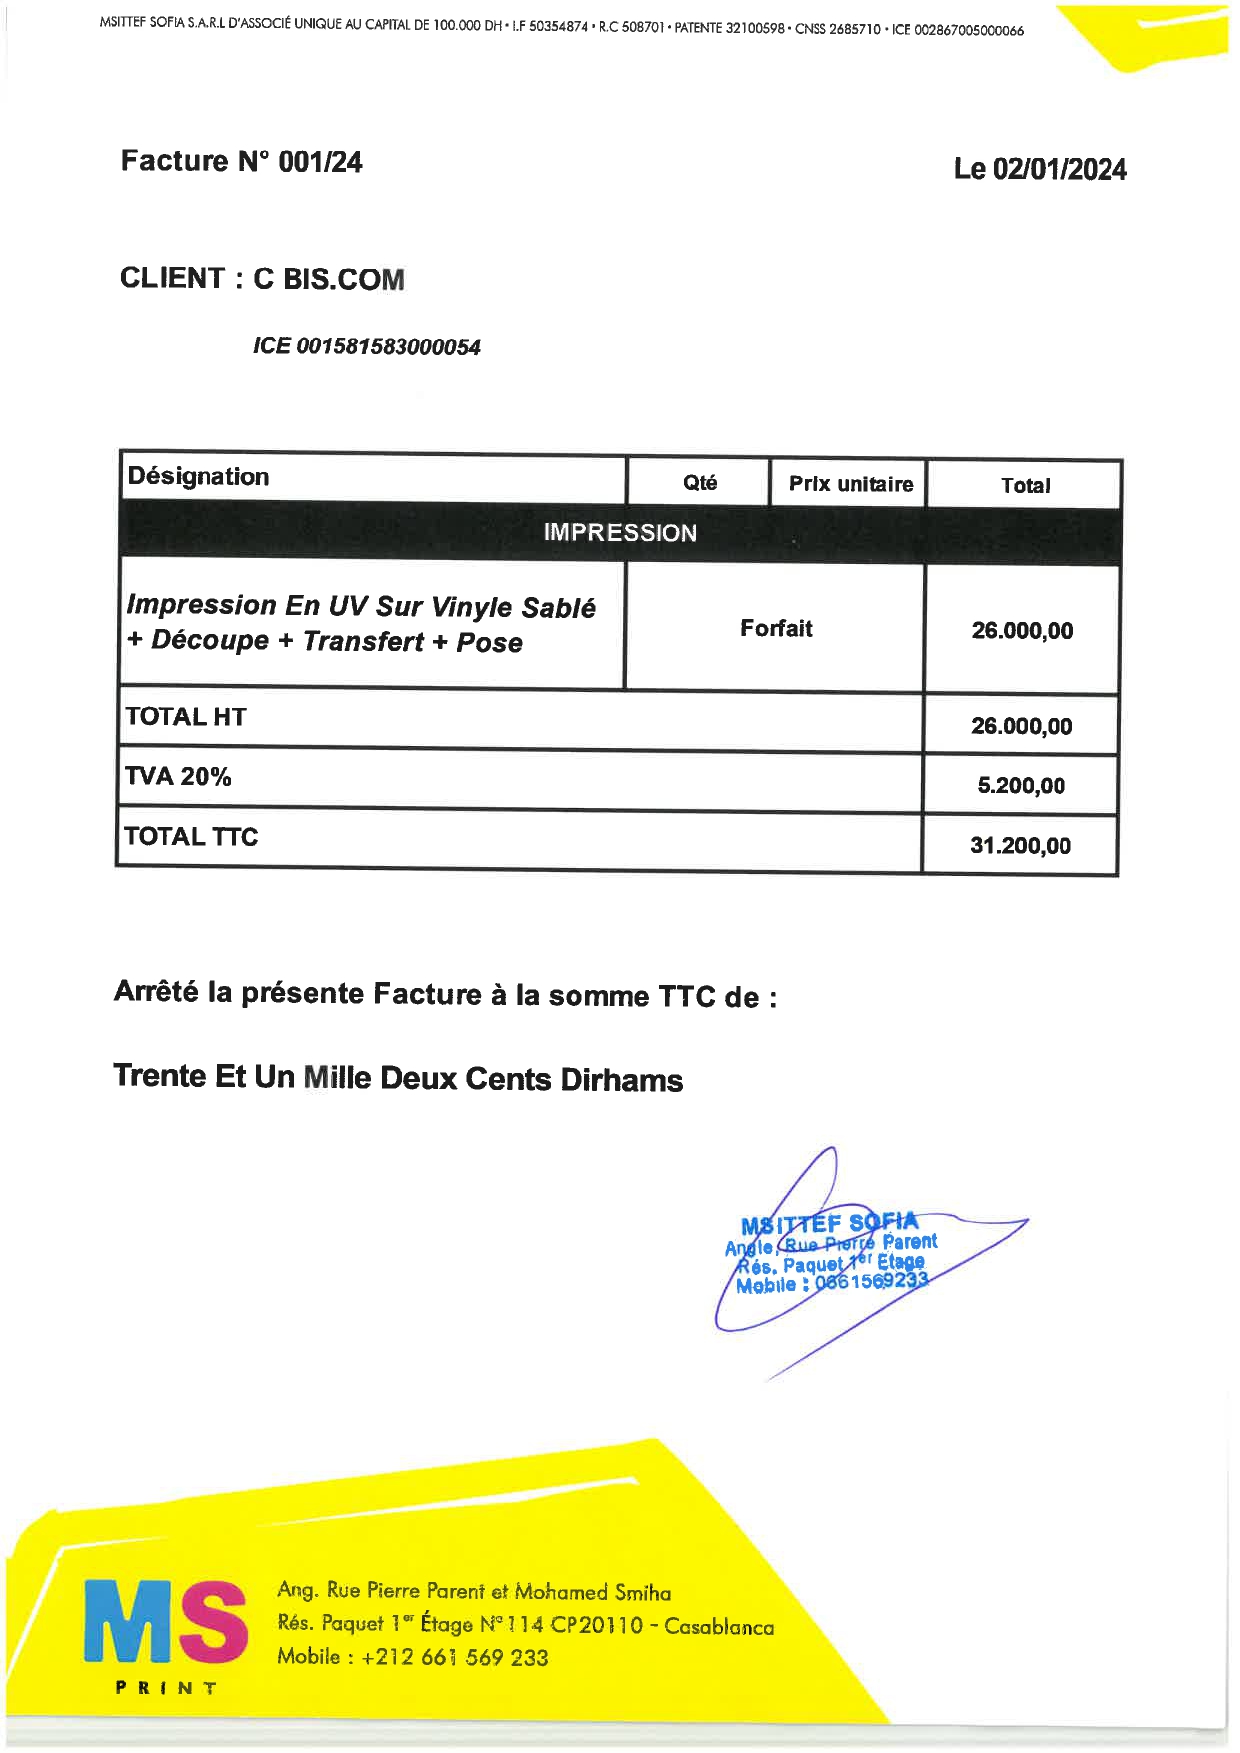 MSITTEF SOFIA S.A.R.L D'ASSOCIÉ UNIQUE AU CAPITAL DE 100.000 DH • I.F 50354874 • R.C 508701 • PATENTE 32100598 • CNSS 2685710 • ICE 002867005000066
Facture N° 001/24
Le 02/01/2024
CLIENT : C BIS.COM
ICE 001581583000054
Désignation Qté Prix unitaire Total
IMPRESSION
Impression En UV Sur Vinyle Sablé
+ Découpe + Transfert + Pose
Forfait 26.000,00
TOTAL HT 26.000,00
TVA 20% 5.200,00
TOTAL TTC 31.200,00
Arrêté la présente Facture à la somme TTC de :
Trente Et Un Mille Deux Cents Dirhams
MSITTEF SOFIA
Angle, Rue Pierre Parent
Rés. Paquet 1er Etage
Mobile : 0661569233
MS
PRINT
Ang. Rue Pierre Parent et Mohamed Smiha
Rés. Paquet 1er Étage N°114 CP20110 - Casablanca
Mobile : +212 661 569 233